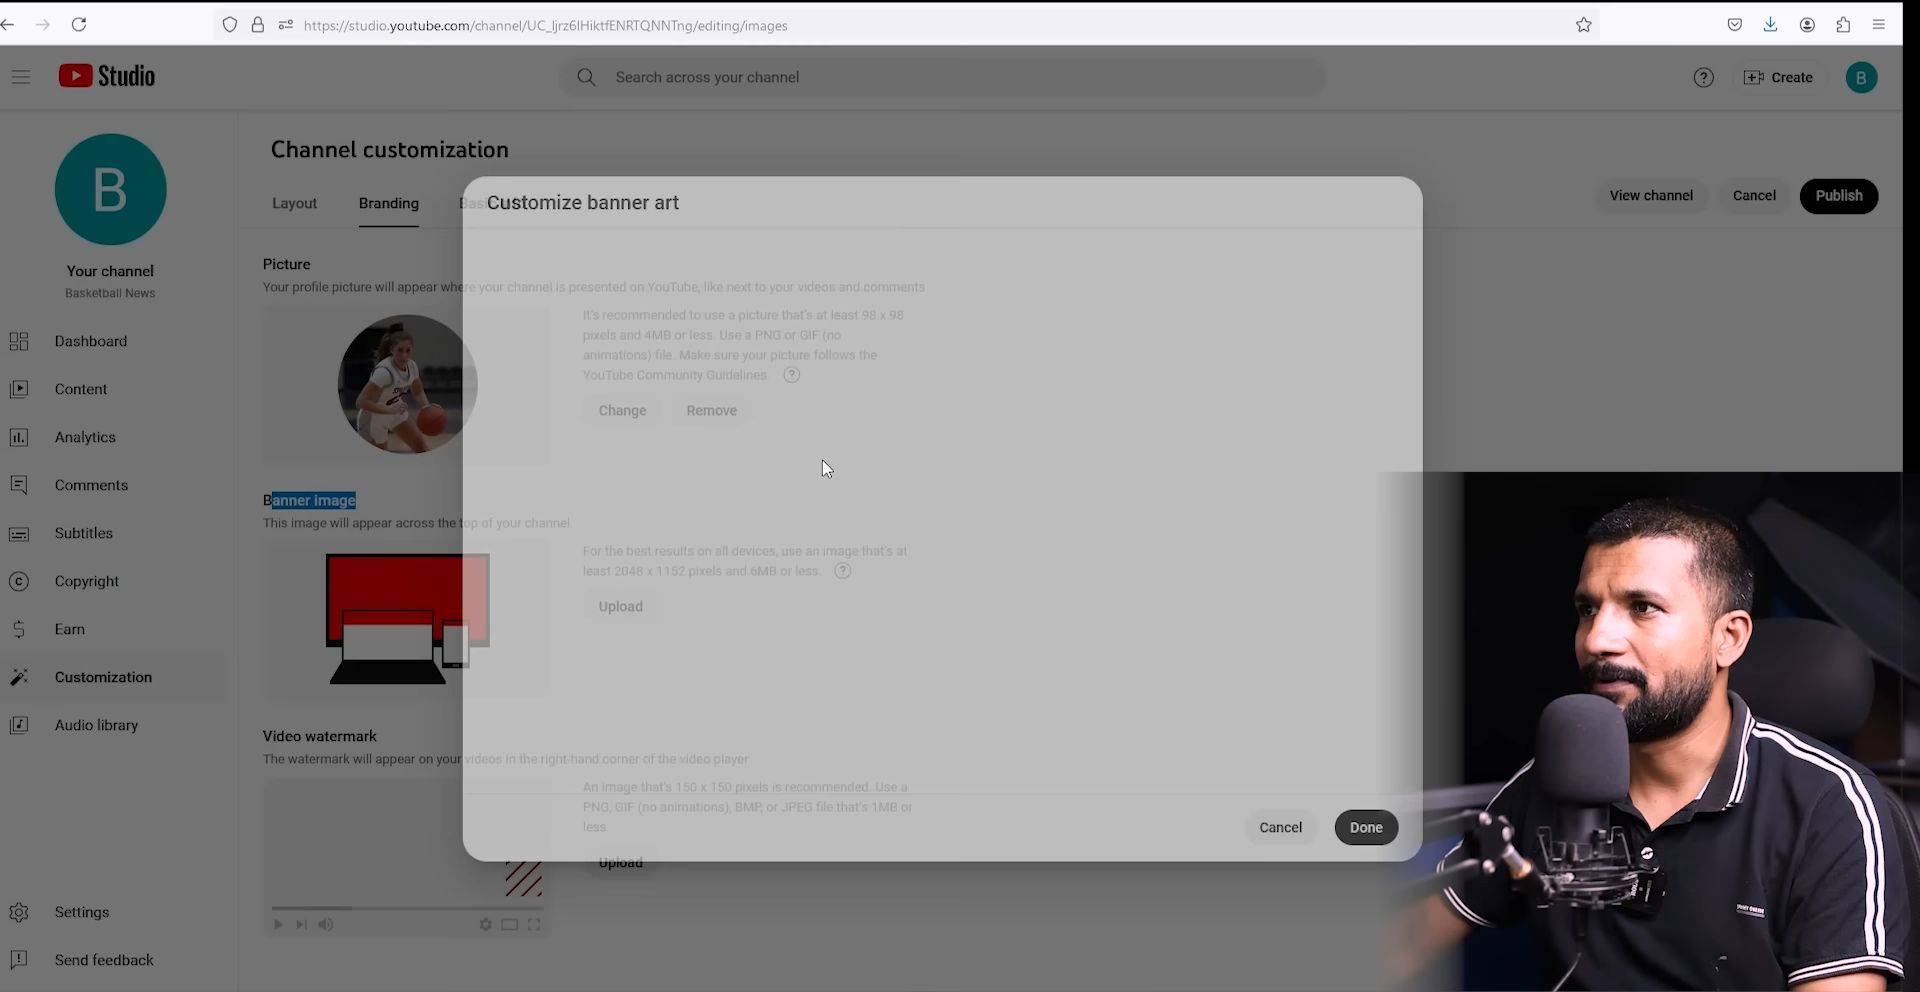 https://studio.youtube.com/channel/UC_ljrz6lHiktfENRTQNNTng/editing/images
Studio
Search across your channel
Create
B
B
Your channel
Basketball News
Dashboard
Content
Analytics
Comments
Subtitles
Copyright
Earn
Customization
Audio library
Settings
Send feedback
Channel customization
Layout
Branding
View channel
Cancel
Publish
Customize banner art
Picture
Your profile picture will appear where your channel is presented on YouTube, like next to your videos and comments
It's recommended to use a picture that's at least 98 x 98
pixels and 4MB or less. Use a PNG or GIF (no
animations) file. Make sure your picture follows the
YouTube Community Guidelines.
Change
Remove
Banner image
This image will appear across the top of your channel
For the best results on all devices, use an image that's at
least 2048 x 1152 pixels and 6MB or less.
Upload
Video watermark
The watermark will appear on your videos in the right-hand corner of the video player
An image that's 150 x 150 pixels is recommended. Use a
PNG, GIF (no animations), BMP, or JPEG file that's 1MB or
less
Upload
Cancel
Done